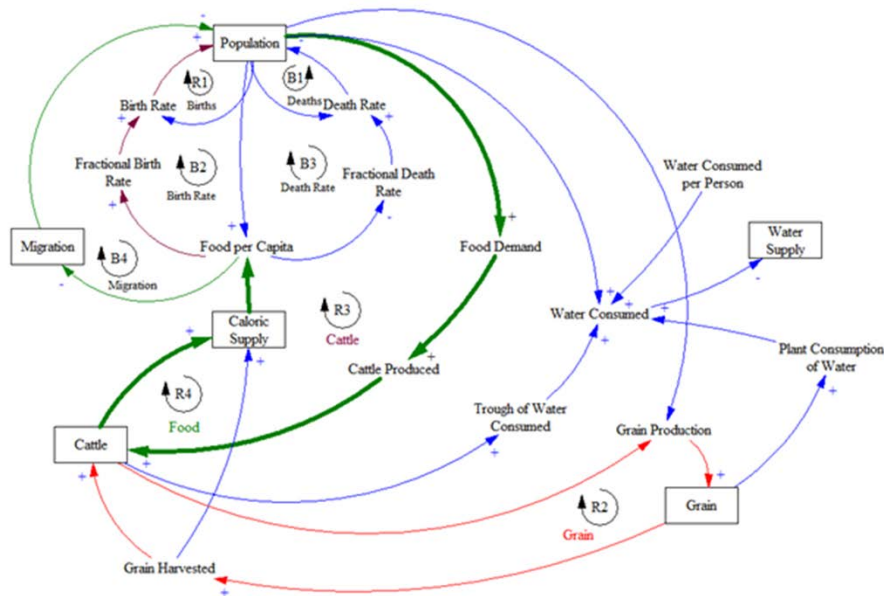 Population
R1
Births
B1
Deaths
Birth Rate
Death Rate
Fractional Birth
Rate
B2
Birth Rate
B3
Death Rate
Fractional Death
Rate
Water Consumed
per Person
Migration
B4
Migration
Food per Capita
Food Demand
Water
Supply
Caloric
Supply
R3
Cattle
Water Consumed
Cattle Produced
Plant Consumption
of Water
R4
Food
Trough of Water
Consumed
Cattle
Grain Production
R2
Grain
Grain
Grain Harvested